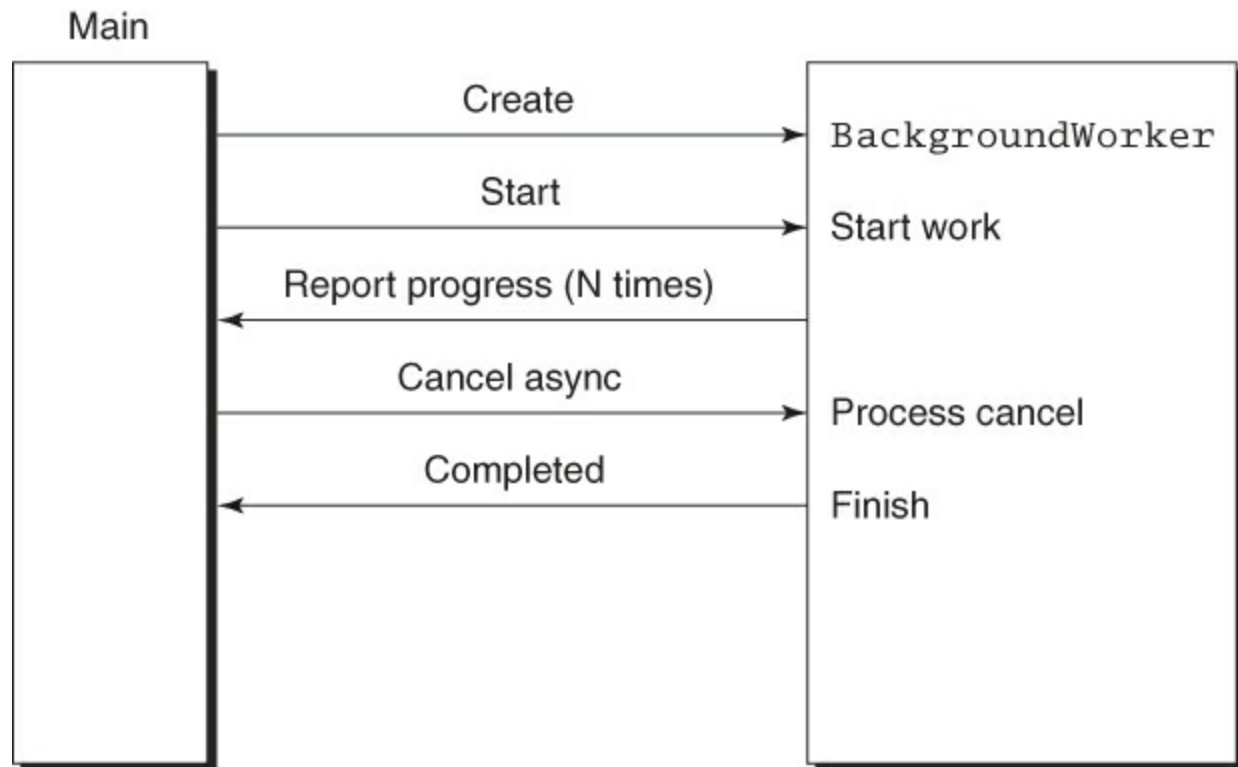 Main
Create
BackgroundWorker
Start
Start work
Report progress (N times)
Cancel async
Process cancel
Completed
Finish